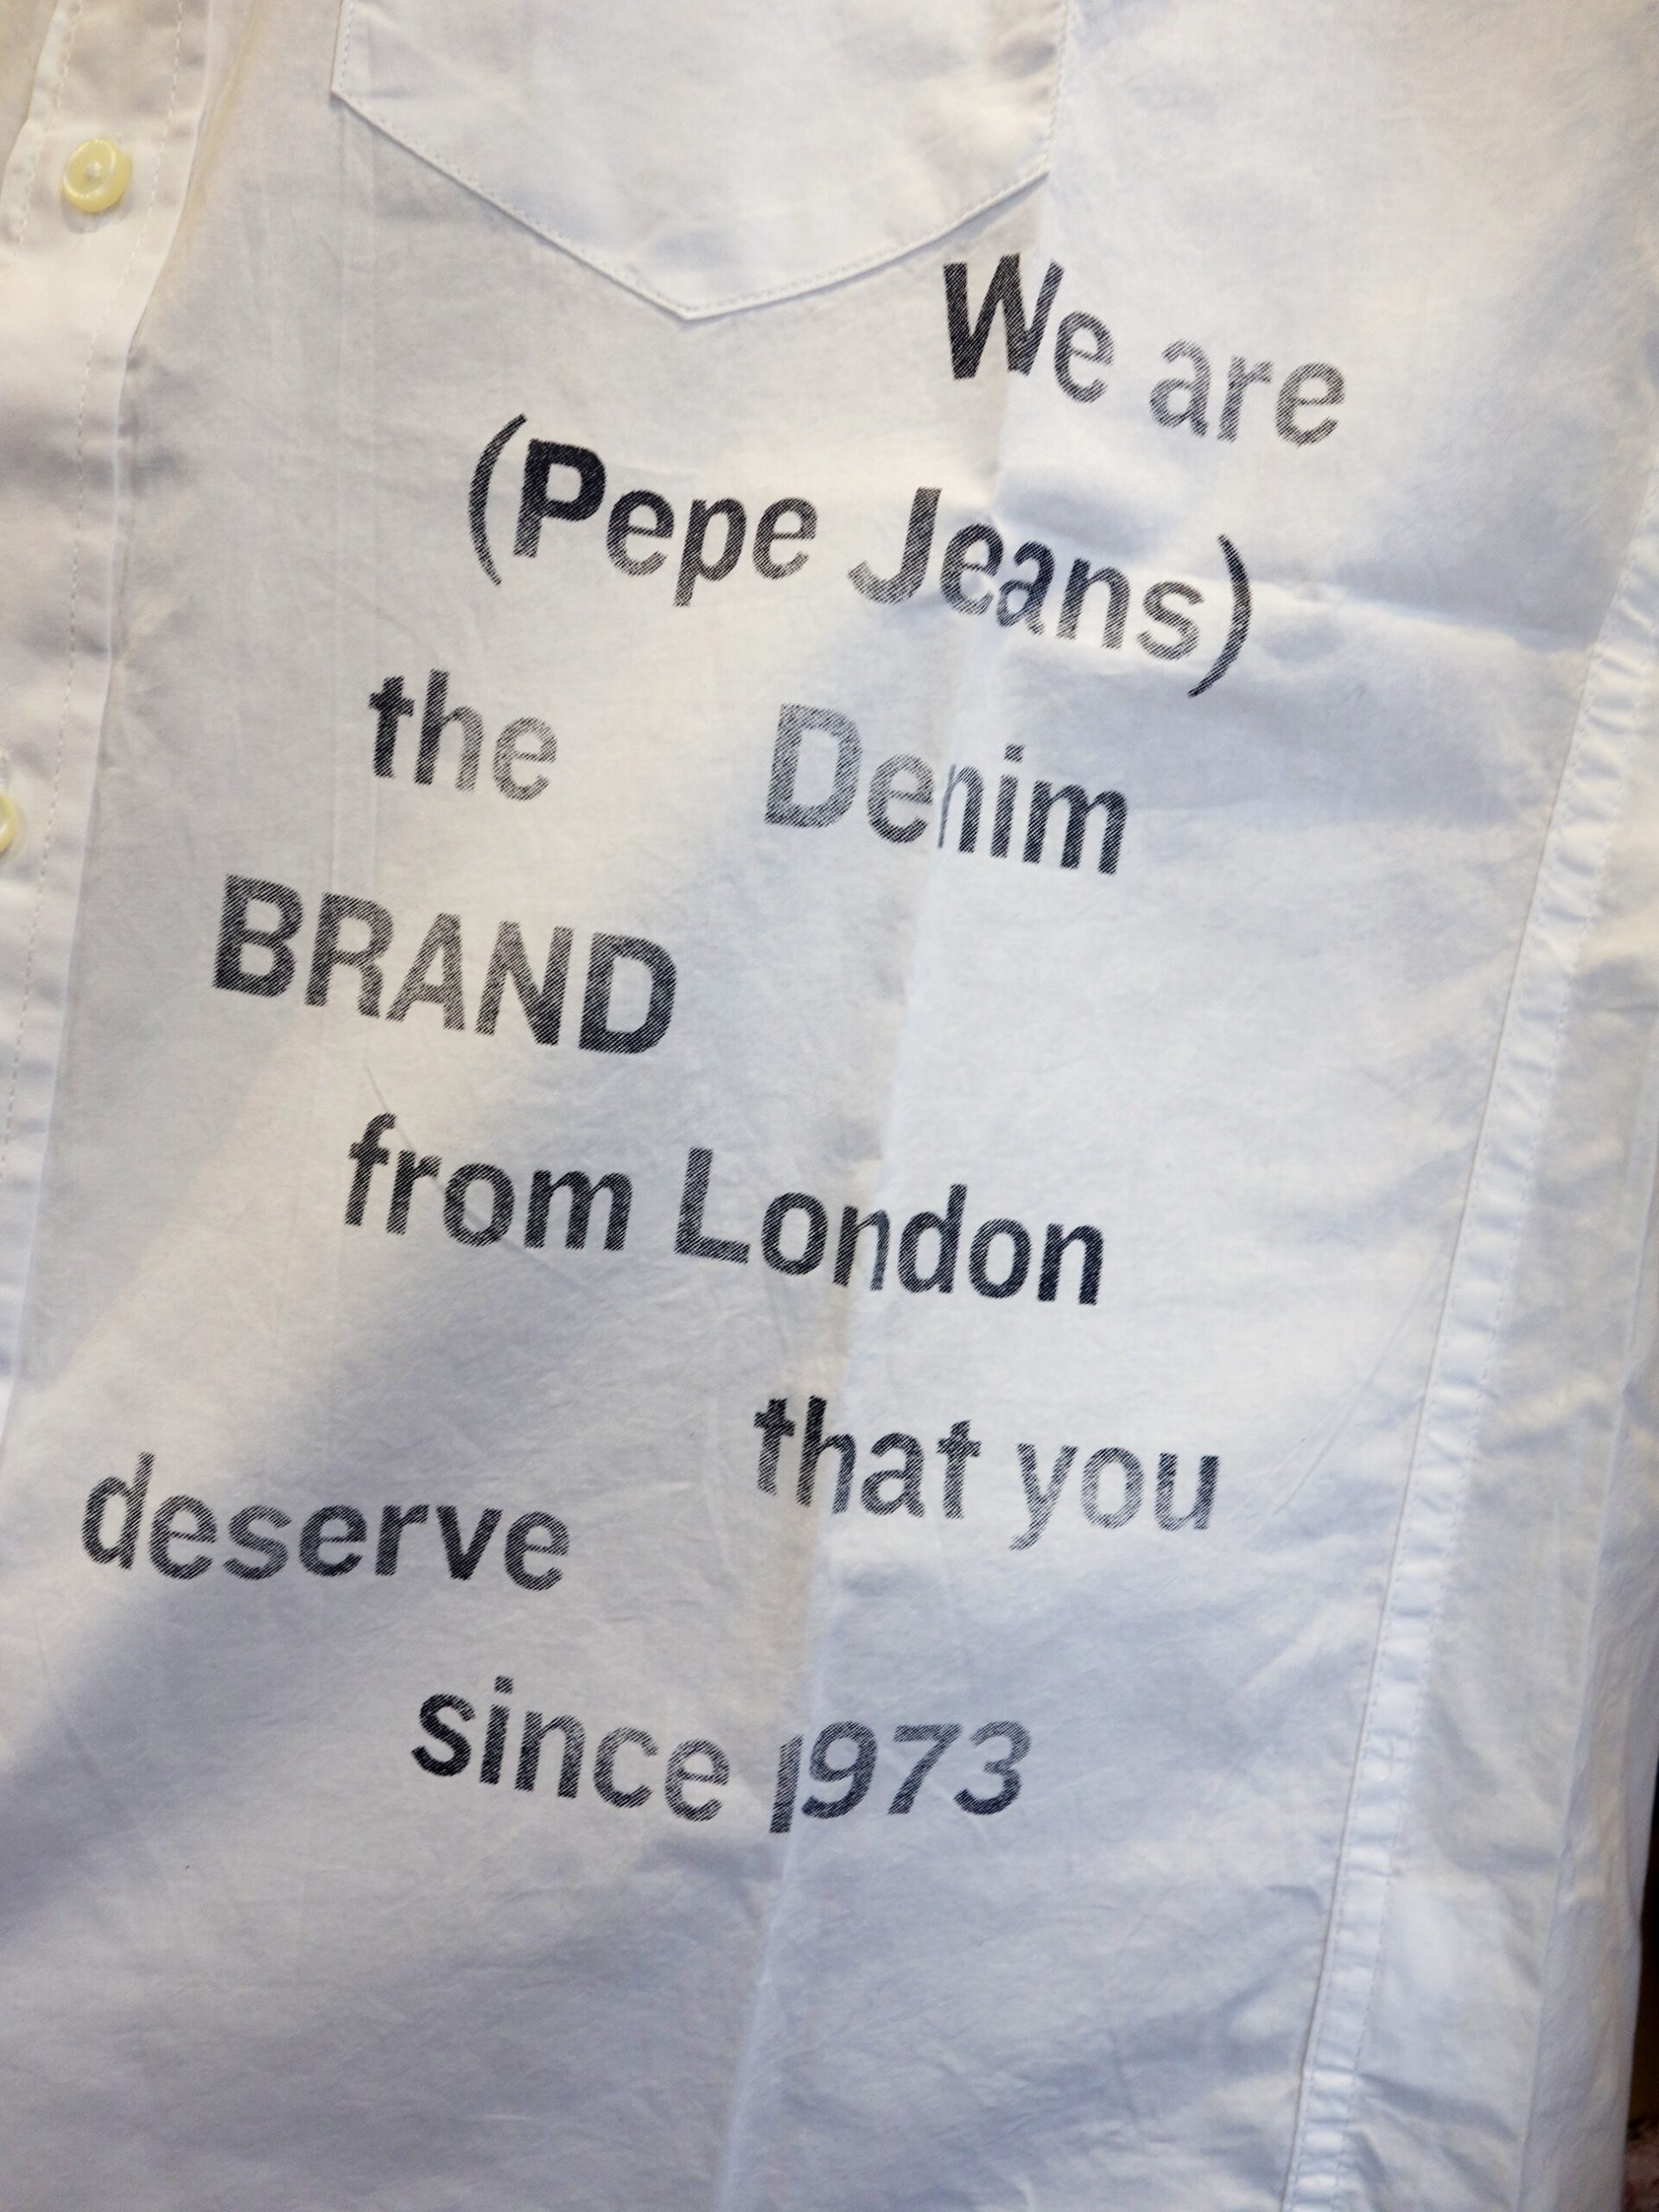 We are
(Pepe Jeans)
the Denim
BRAND
from London
that you
deserve
since 1973